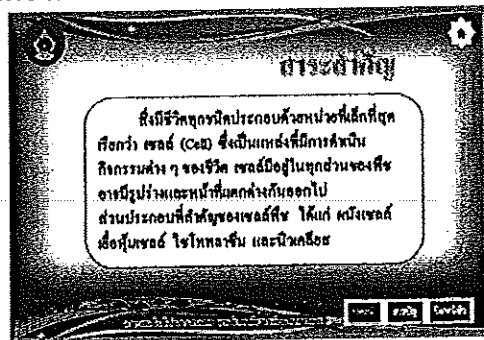 สาระสำคัญ
สิ่งมีชีวิตทุกชนิดประกอบด้วยหน่วยที่เล็กที่สุด
เรียกว่า เซลล์ (Cell) ซึ่งเป็นแหล่งที่มีการดำเนิน
กิจกรรมต่าง ๆ ของชีวิต เซลล์มีอยู่ในทุกส่วนของพืช
อาจมีรูปร่างและหน้าที่แตกต่างกันออกไป
ส่วนประกอบที่สำคัญของเซลล์พืช ได้แก่ ผนังเซลล์
เยื่อหุ้มเซลล์ ไซโทพลาซึม และนิวเคลียส